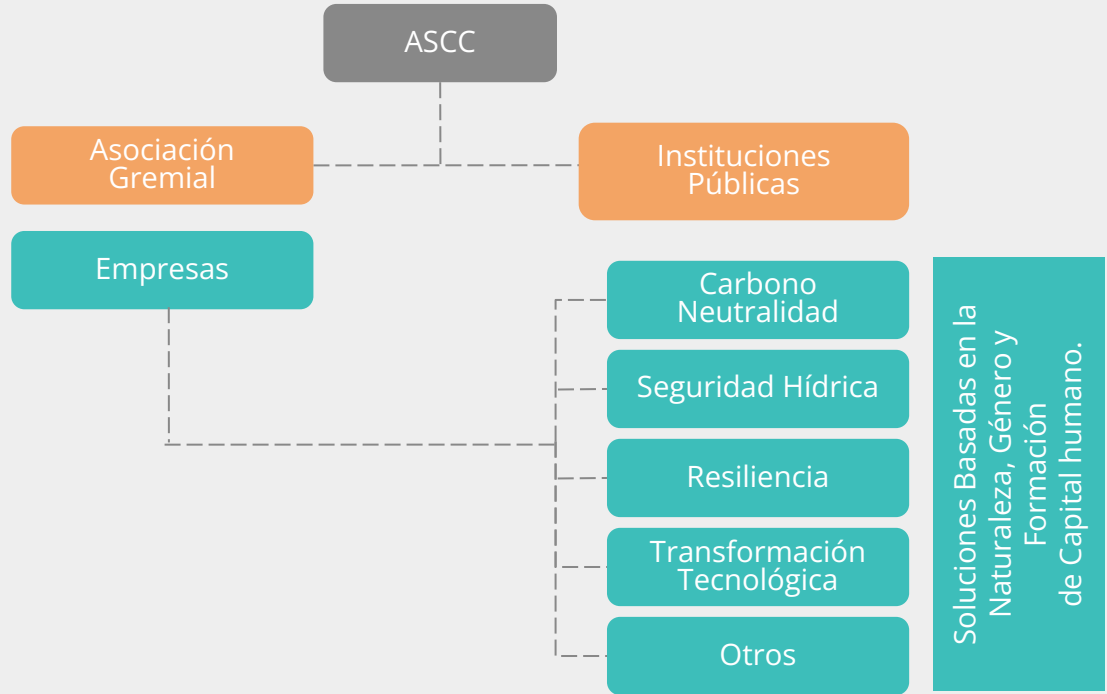 ASCC
Asociación
Gremial
Instituciones
Públicas
Empresas
Carbono
Neutralidad
Seguridad Hídrica
Resiliencia
Transformación
Tecnológica
Otros
Soluciones Basadas en la
Naturaleza, Género y
Formación
de Capital humano.